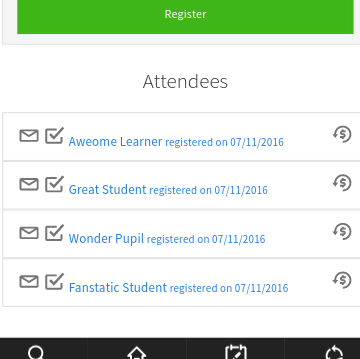 Register
Attendees
Aweome Learner registered on 07/11/2016
Great Student registered on 07/11/2016
Wonder Pupil registered on 07/11/2016
Fanstatic Student registered on 07/11/2016